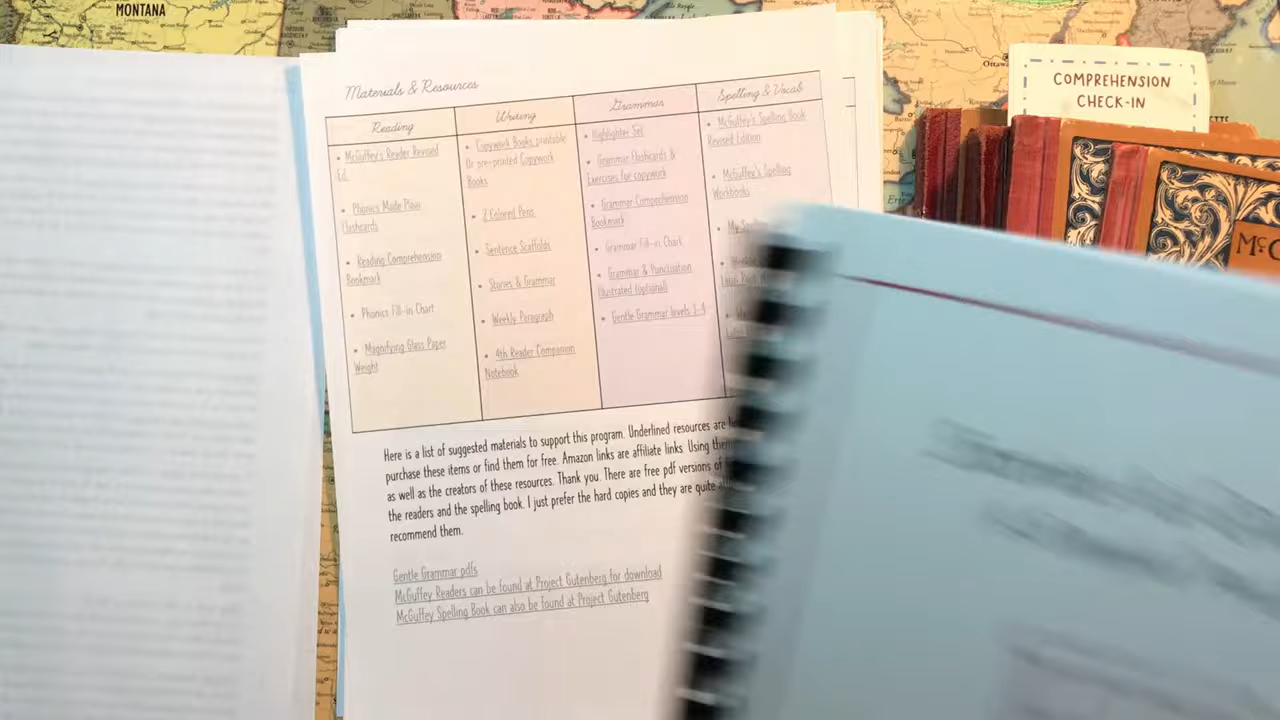 MONTANA
Ottawa
Erie
COMPREHENSION
CHECK-IN
Materials & Resources
Reading
Writing
Grammar
Spelling & Vocab
• McGuffey's Reader Revised
Ed.
• Phonics Made Plain
Flashcards
• Reading Comprehension
Bookmark
• Phonics Fill-in Chart
• Magnifying Glass Paper
Weight
• Copywork Books printable
Or pre-printed Copywork
Books
• 2 Colored Pens
• Sentence Scaffolds
• Stories & Grammar
• Weekly Paragraph
• 4th Reader Companion
Notebook
• Highlighter Set
• Grammar Flashcards &
Exercises for copywork
• Grammar Comprehension
Bookmark
• Grammar Fill-in Chart
• Grammar & Punctuation
Illustrated (optional)
• Gentle Grammar levels 1-4
• McGuffey's Spelling Book
Revised Edition
• McGuffey's Spelling
Workbooks
• My
Here is a list of suggested materials to support this program. Underlined resources are
purchase these items or find them for free. Amazon links are affiliate links. Using
as well as the creators of these resources. Thank you. There are free pdf versions of
the readers and the spelling book. I just prefer the hard copies and they are quite
recommend them.
Gentle Grammar pdfs
McGuffey Readers can be found at Project Gutenberg for download
McGuffey Spelling Book can also be found at Project Gutenberg